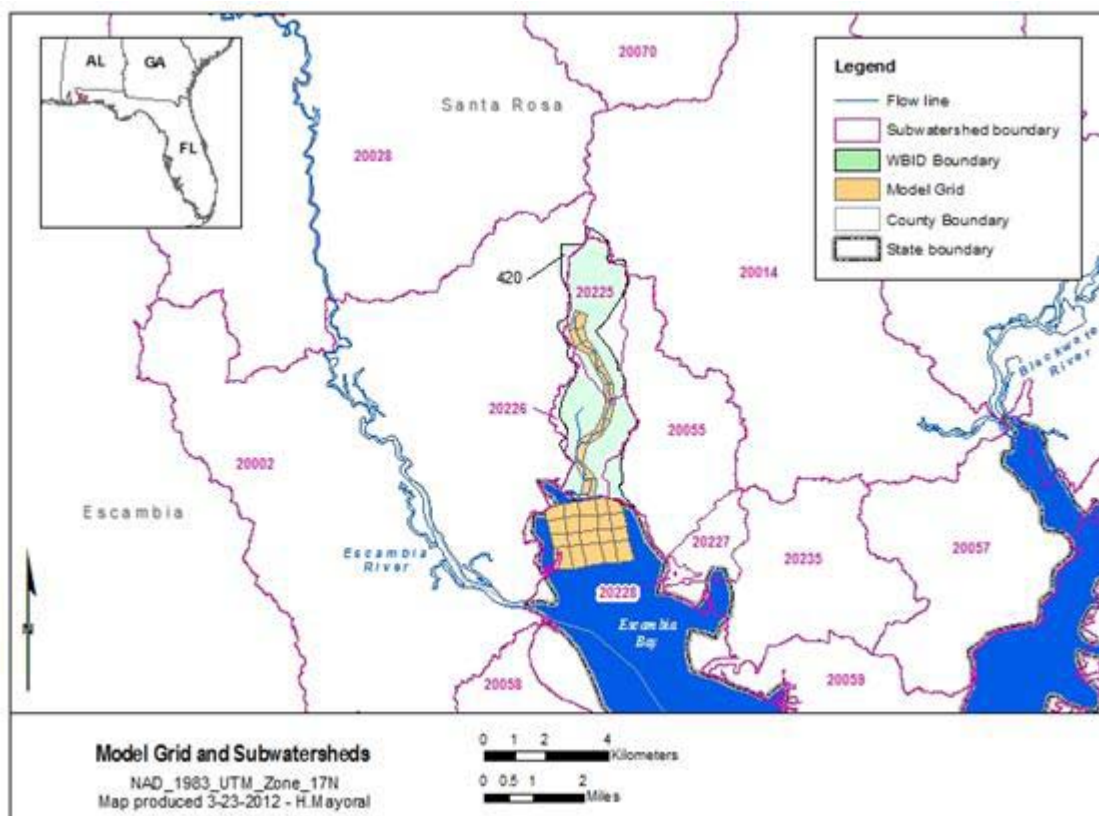 AL
GA
FL
20070
Santa Rosa
20028
Legend
Flow line
Subwatershed boundary
WBID Boundary
Model Grid
County Boundary
State boundary
420
20225
20014
Blackwater
River
20226
20055
20002
Escambia
Escambia
River
20227
20235
20057
20228
Escambia
Bay
20058
20059
N
Model Grid and Subwatersheds
NAD_1983_UTM_Zone_17N
Map produced 3-23-2012 - H.Mayoral
0 1 2 4
Kilometers
0 0.5 1 2
Miles